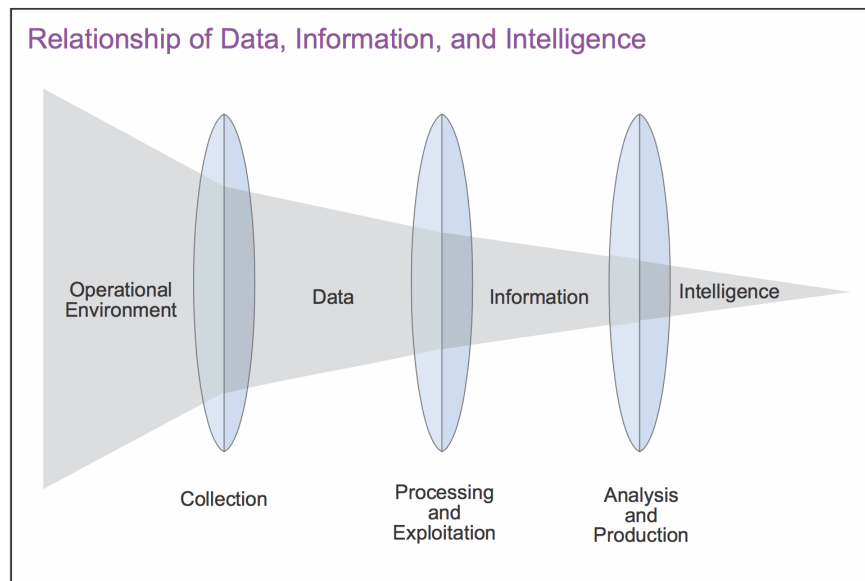 Relationship of Data, Information, and Intelligence
Operational
Environment
Data
Information
Intelligence
Collection
Processing
and
Exploitation
Analysis
and
Production